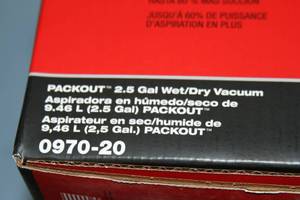 JUSQU'À 60% DE PUISSANCE
D'ASPIRATION EN PLUS
PACKOUT™ 2.5 Gal Wet/Dry Vacuum
Aspiradora en húmedo/seco de
9.46 L (2.5 Gal) PACKOUT™
Aspirateur en sec/humide de
9,46 L (2,5 Gal.) PACKOUT™
0970-20